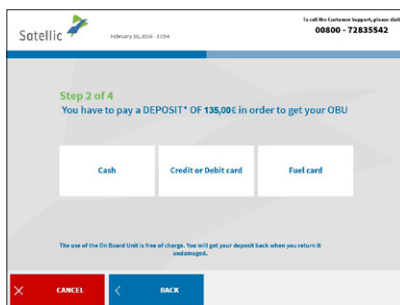 To call the Customer Support, please dial:
Satellic
February 10, 2016 - 17:54
00800 - 72835542
Step 2 of 4
You have to pay a DEPOSIT* OF 135,00€ in order to get your OBU
Cash
Credit or Debit card
Fuel card
The use of the On Board Unit is free of charge. You will get your deposit back when you return it
undamaged.
CANCEL
BACK